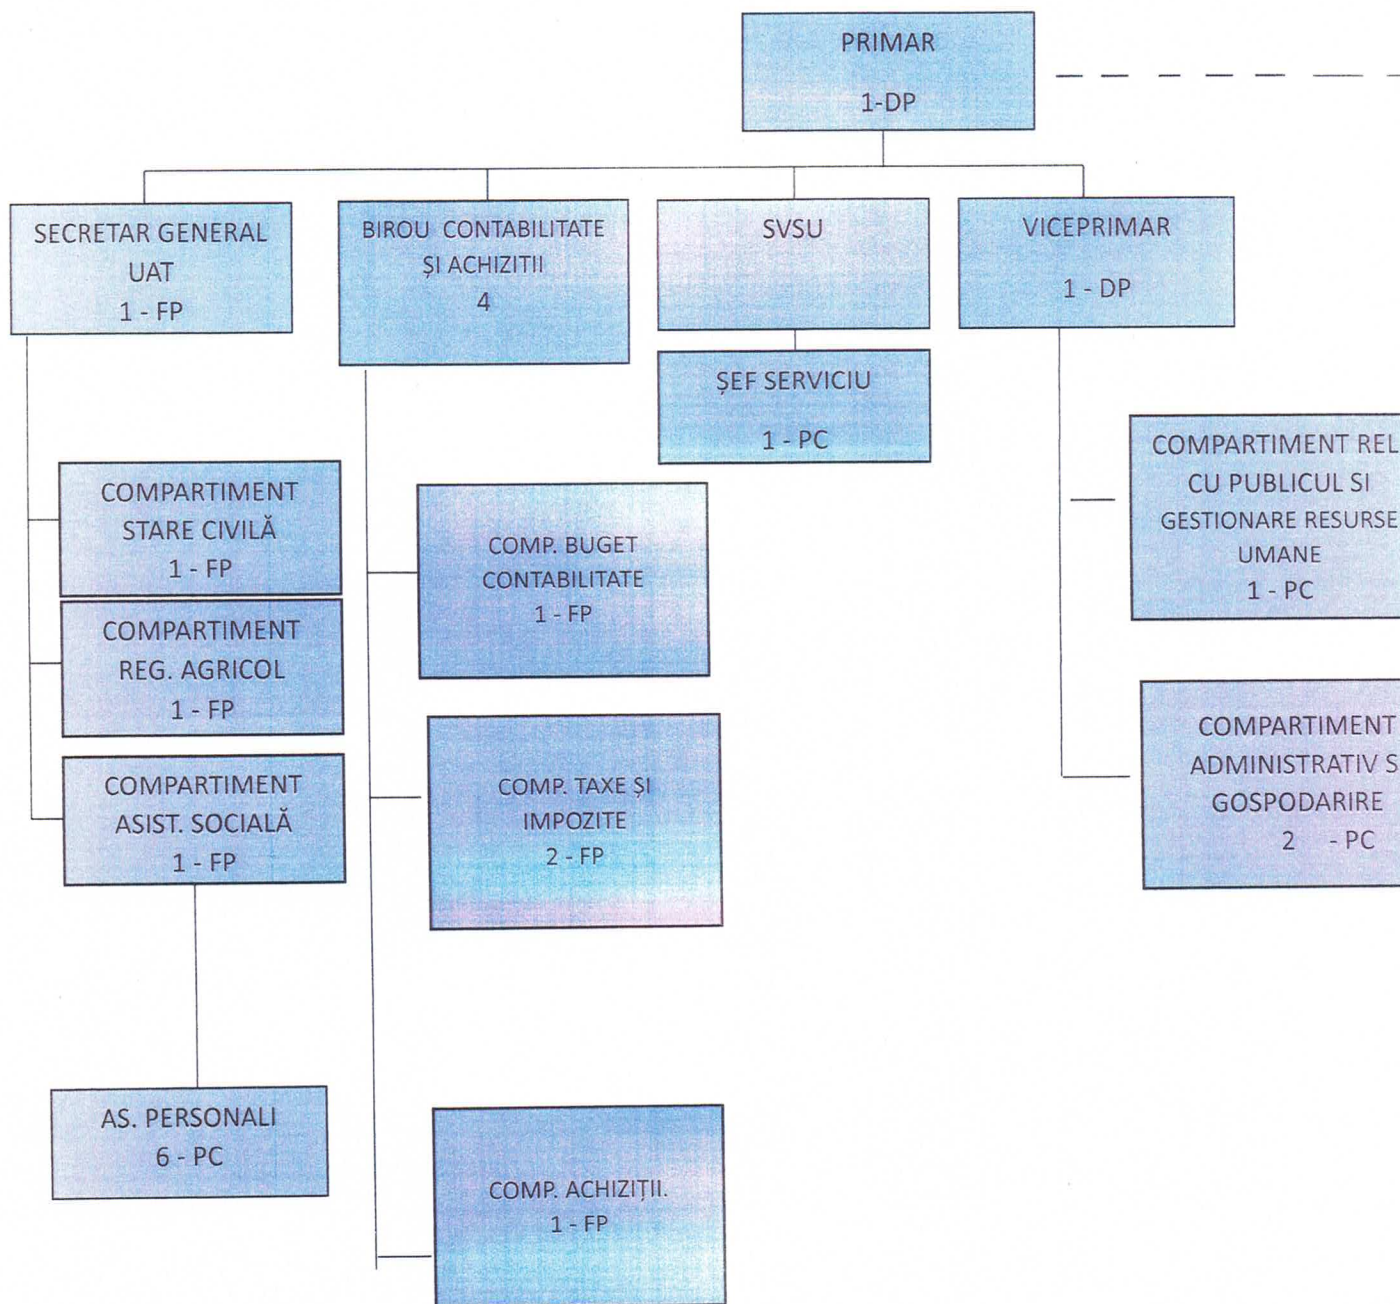 PRIMAR
1-DP
SECRETAR GENERAL
UAT
1 - FP
BIROU CONTABILITATE
ȘI ACHIZITII
4
SVSU
VICEPRIMAR
1 - DP
ȘEF SERVICIU
1 - PC
COMPARTIMENT
STARE CIVILĂ
1 - FP
COMPARTIMENT
REG. AGRICOL
1 - FP
COMPARTIMENT
ASIST. SOCIALĂ
1 - FP
AS. PERSONALI
6 - PC
COMP. BUGET
CONTABILITATE
1 - FP
COMP. TAXE ȘI
IMPOZITE
2 - FP
COMP. ACHIZIȚII.
1 - FP
COMPARTIMENT REL
CU PUBLICUL SI
GESTIONARE RESURSE
UMANE
1 - PC
COMPARTIMENT
ADMINISTRATIV S
GOSPODARIRE
2 - PC